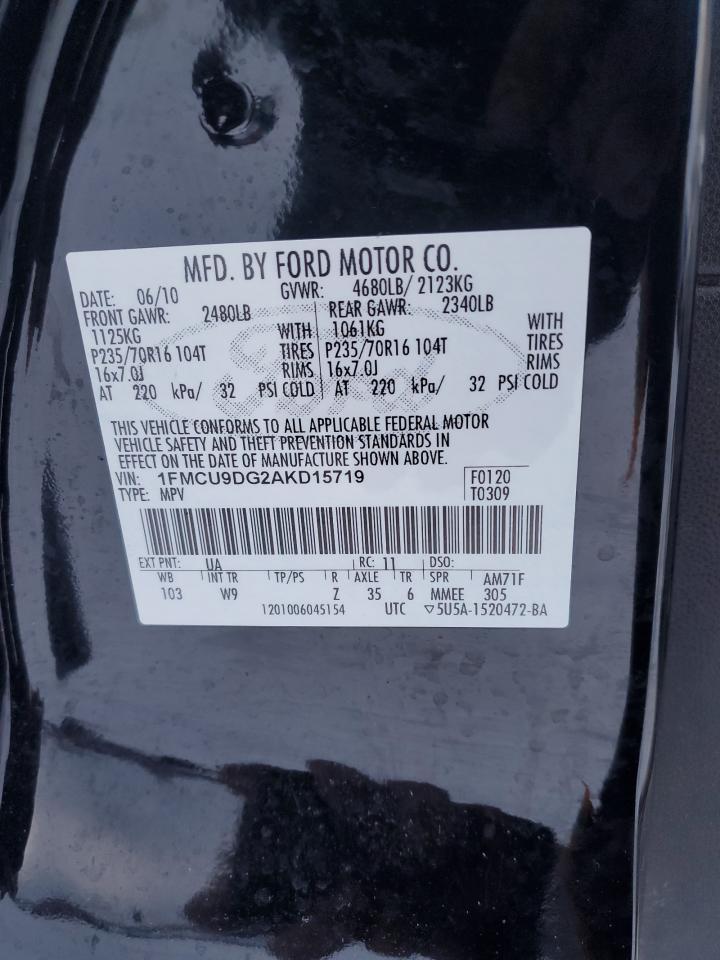 MFD. BY FORD MOTOR CO.
DATE: 06/10 GVWR: 4680LB/ 2123KG
FRONT GAWR: 2480LB REAR GAWR: 2340LB
1125KG WITH 1061KG WITH
P235/70R16 104T TIRES P235/70R16 104T TIRES
16x7.0J RIMS 16x7.0J RIMS
AT 220 kPa/ 32 PSI COLD AT 220 kPa/ 32 PSI COLD
Ford
THIS VEHICLE CONFORMS TO ALL APPLICABLE FEDERAL MOTOR
VEHICLE SAFETY AND THEFT PREVENTION STANDARDS IN
EFFECT ON THE DATE OF MANUFACTURE SHOWN ABOVE.
VIN: 1FMCU9DG2AKD15719 F0120
TYPE: MPV T0309
EXT PNT: UA RC: 11 DSO:
WB INT TR TP/PS R AXLE TR SPR AM71F
103 W9 Z 35 6 MMEE 305
1201006045154 UTC ▽5U5A-1520472-BA